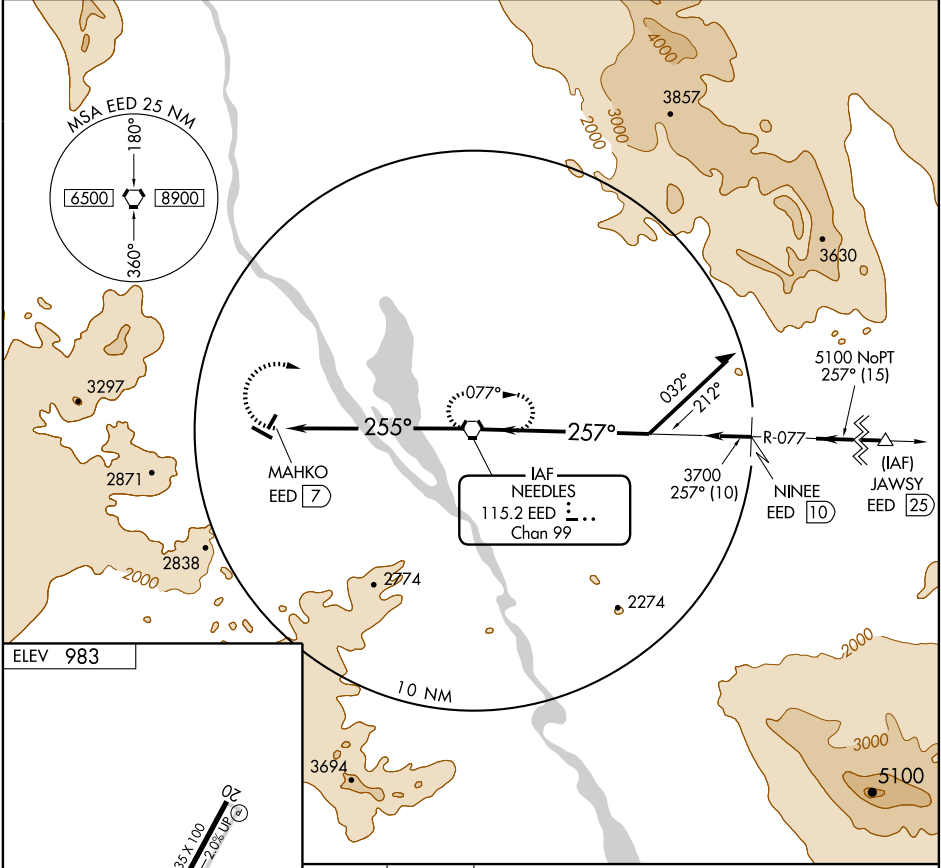 4000
3857
3000
2000
MSA EED 25 NM
180°
6500
8900
360°
3630
5100 NoPT
257° (15)
032°
212°
3297
077°
255°
257°
R-077
MAHKO
EED 7
3700
257° (10)
NINEE
EED 10
(IAF)
JAWSY
EED 25
IAF
NEEDLES
115.2 EED
Chan 99
2871
2838
2000
2774
2274
2000
ELEV 983
10 NM
3000
3694
5100
20
35 X 100
2.0% UP